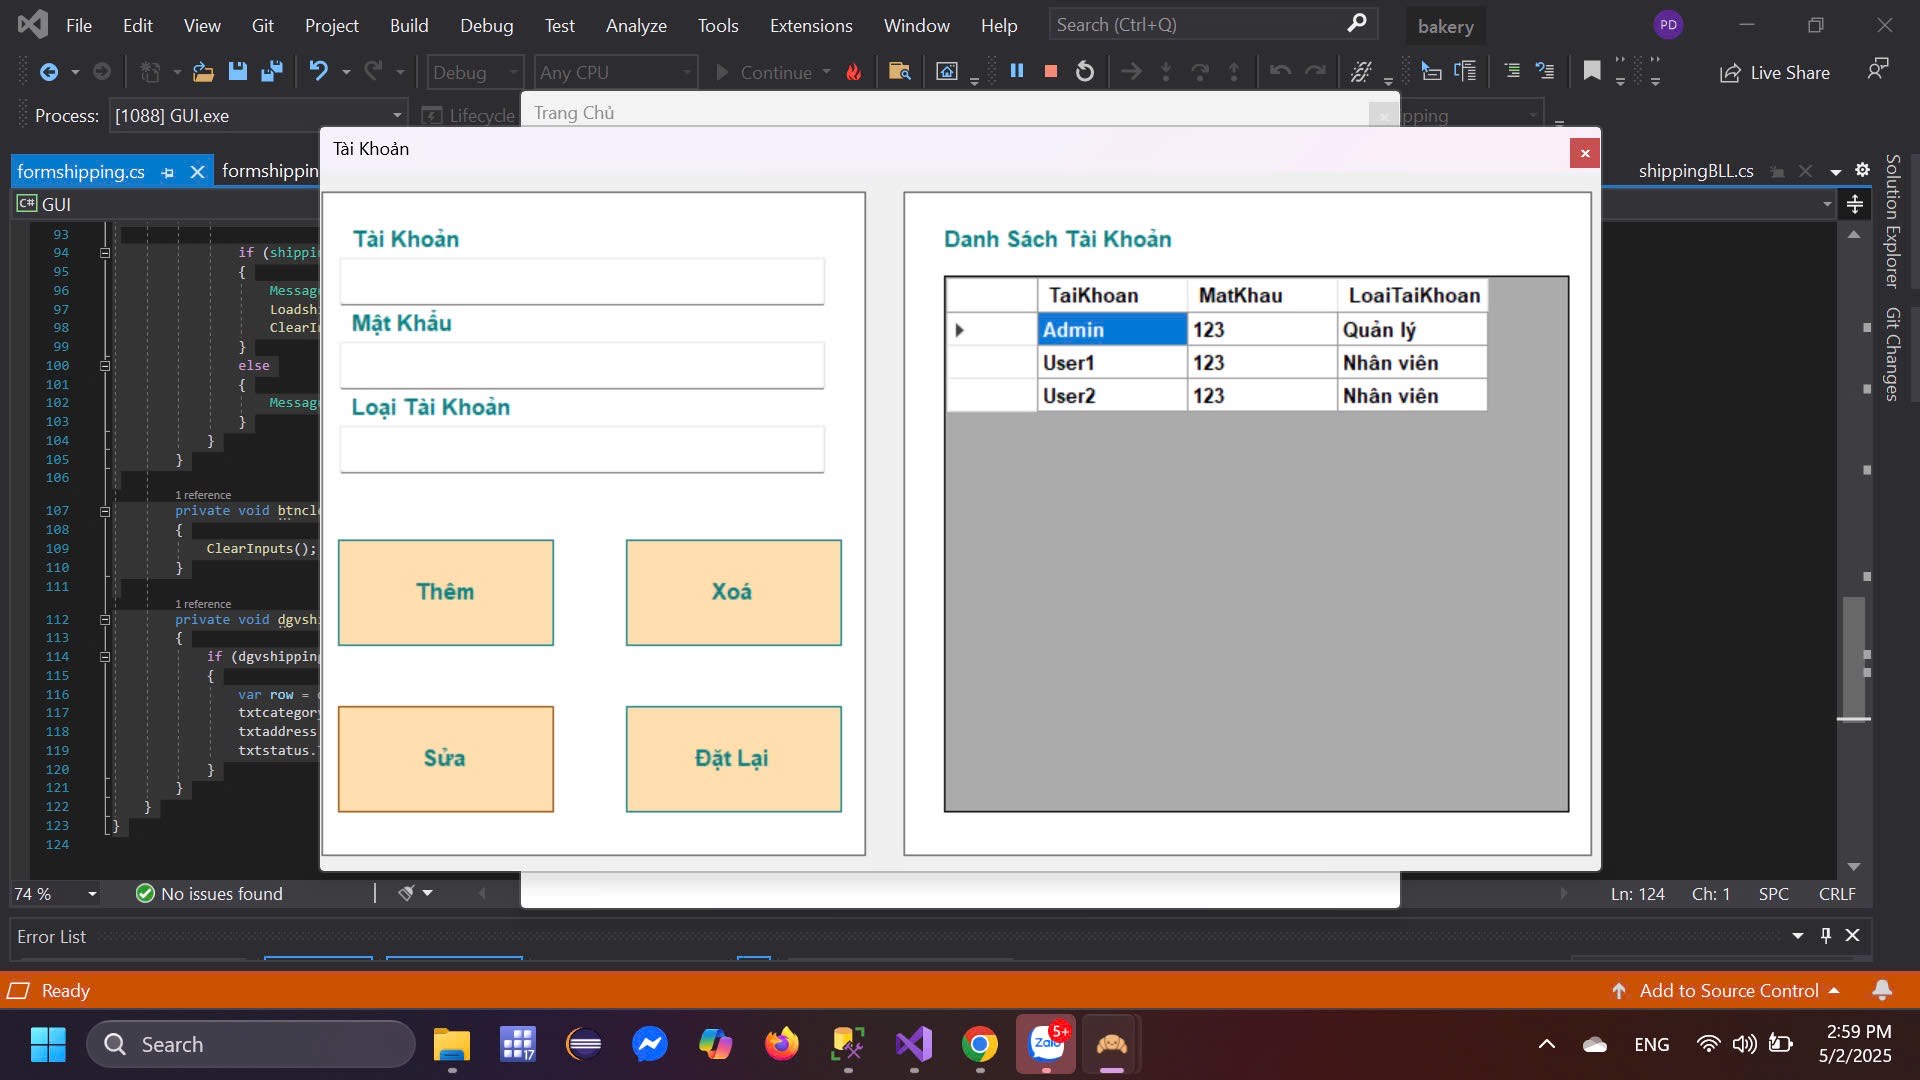 File Edit View Git Project Build Debug Test Analyze Tools Extensions Window Help Search (Ctrl+Q) bakery PD
Debug Any CPU Continue Live Share
Process: [1088] GUI.exe Lifecycle
Trang Chủ
Tài Khoản
formshipping.cs
shippingBLL.cs
GUI
Solution Explorer
Git Changes
93
94 if (shippi
95 {
96 Messag
97 Loadsh
98 ClearI
99 }
100 else
101 {
102 Messag
103 }
104 }
105 }
106
1 reference
107 private void btncl
108 {
109 ClearInputs();
110 }
111
1 reference
112 private void dgvsh
113 {
114 if (dgvshipping
115 {
116 var row =
117 txtcategory
118 txtaddress
119 txtstatus.
120 }
121 }
122 }
123 }
124
Tài Khoản
Mật Khẩu
Loại Tài Khoản
Thêm Xoá
Sửa Đặt Lại
Danh Sách Tài Khoản
TaiKhoan MatKhau LoaiTaiKhoan
Admin 123 Quản lý
User1 123 Nhân viên
User2 123 Nhân viên
74 % No issues found Ln: 124 Ch: 1 SPC CRLF
Error List
Ready Add to Source Control
Search 17 Zalo 5+ ENG 2:59 PM
5/2/2025